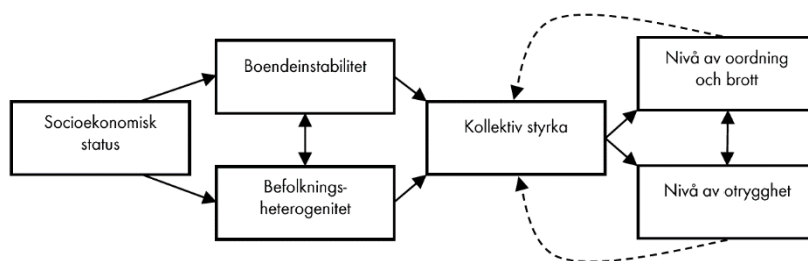 Socioekonomisk
status
Boendeinstabilitet
Befolknings-
heterogenitet
Kollektiv styrka
Nivå av oordning
och brott
Nivå av otrygghet